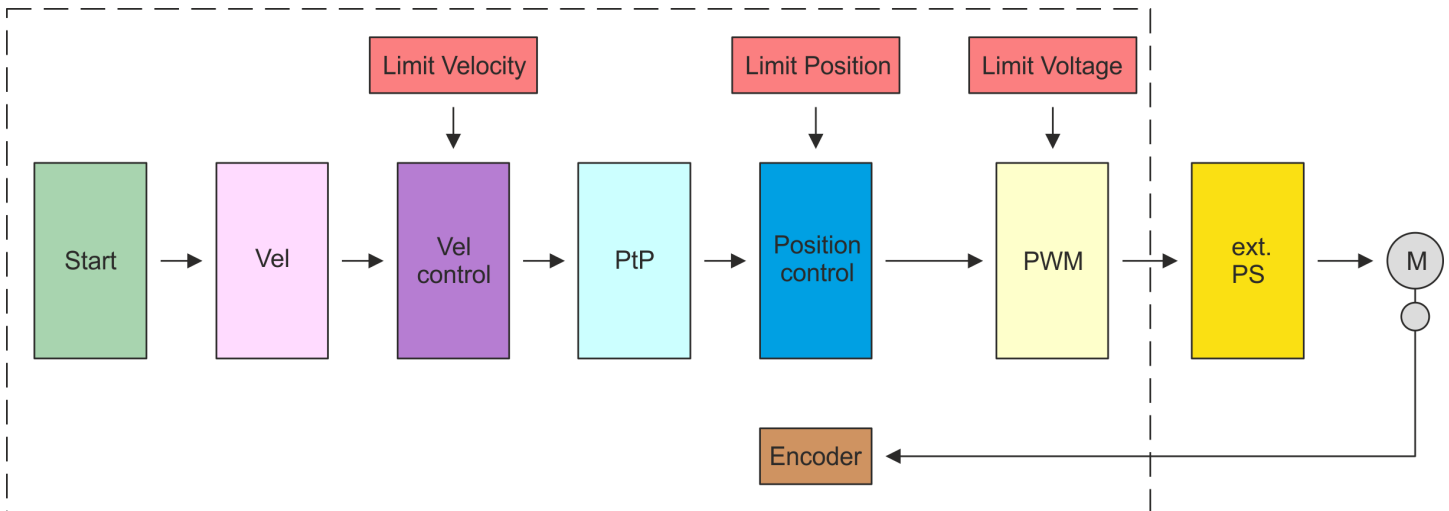 Limit Velocity
Limit Position
Limit Voltage
Start
Vel
Vel
control
PtP
Position
control
PWM
ext.
PS
M
Encoder